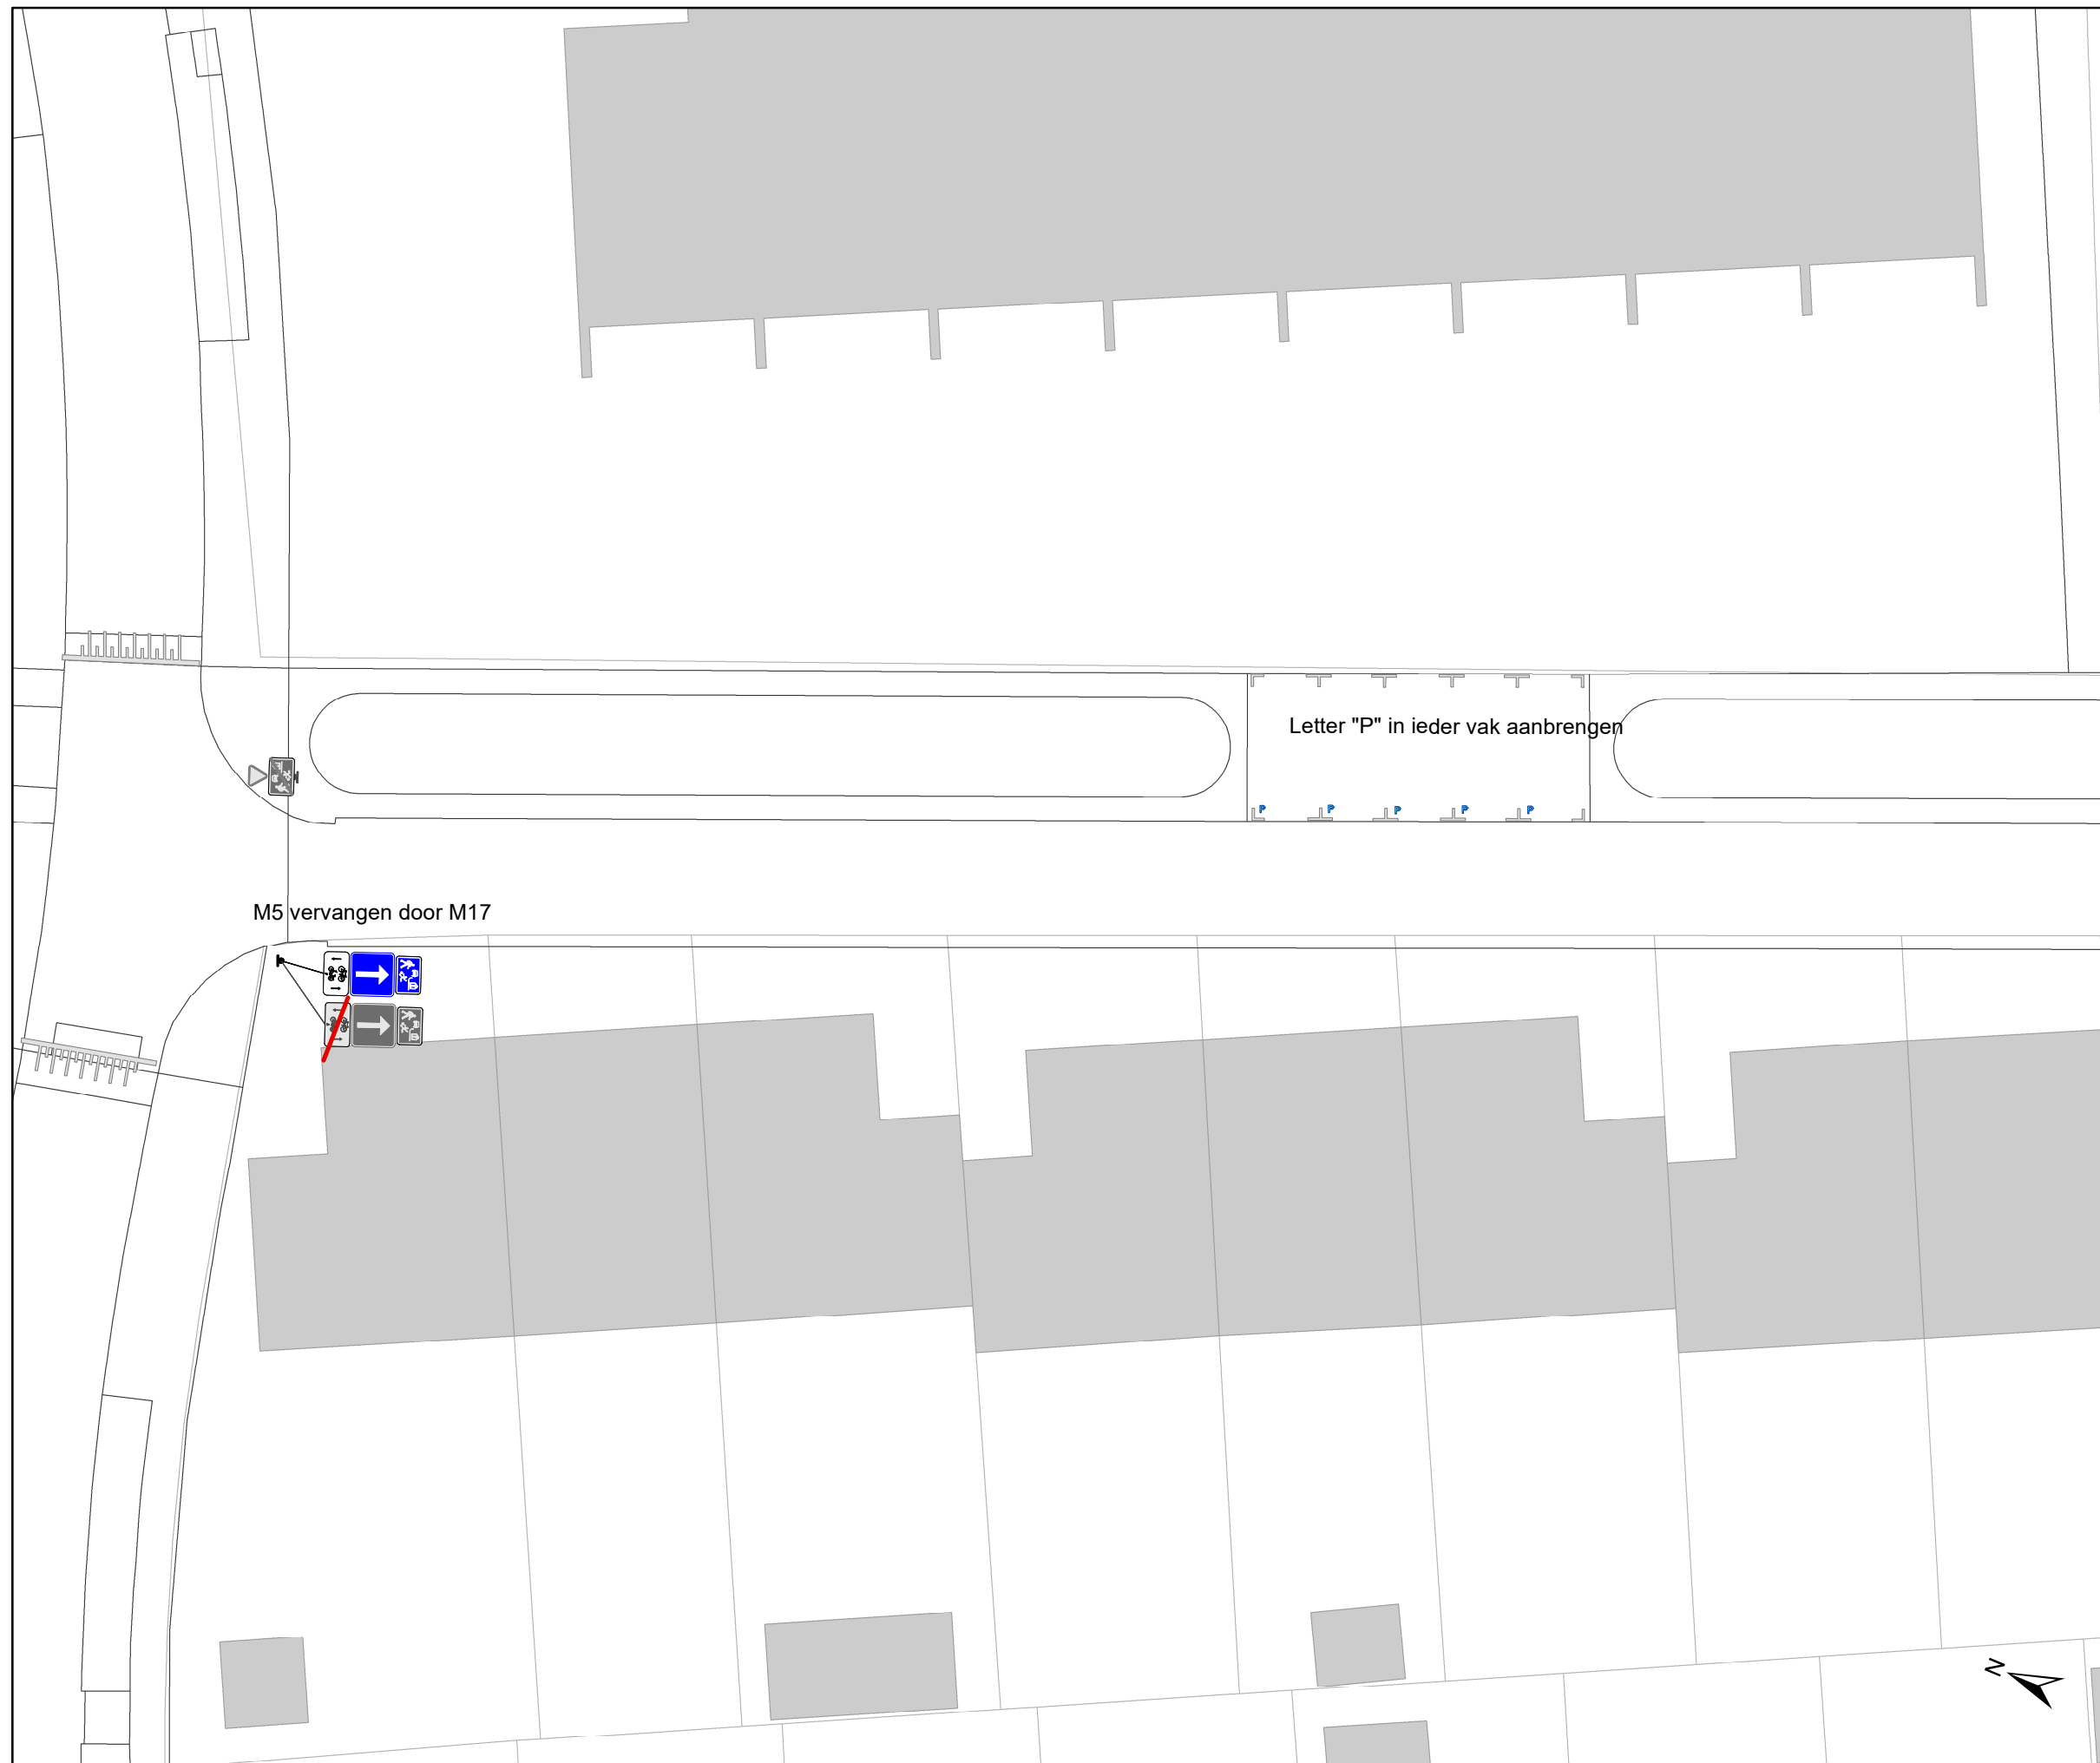 Letter "P" in ieder vak aanbrengen
P P P P P
M5 vervangen door M17
N